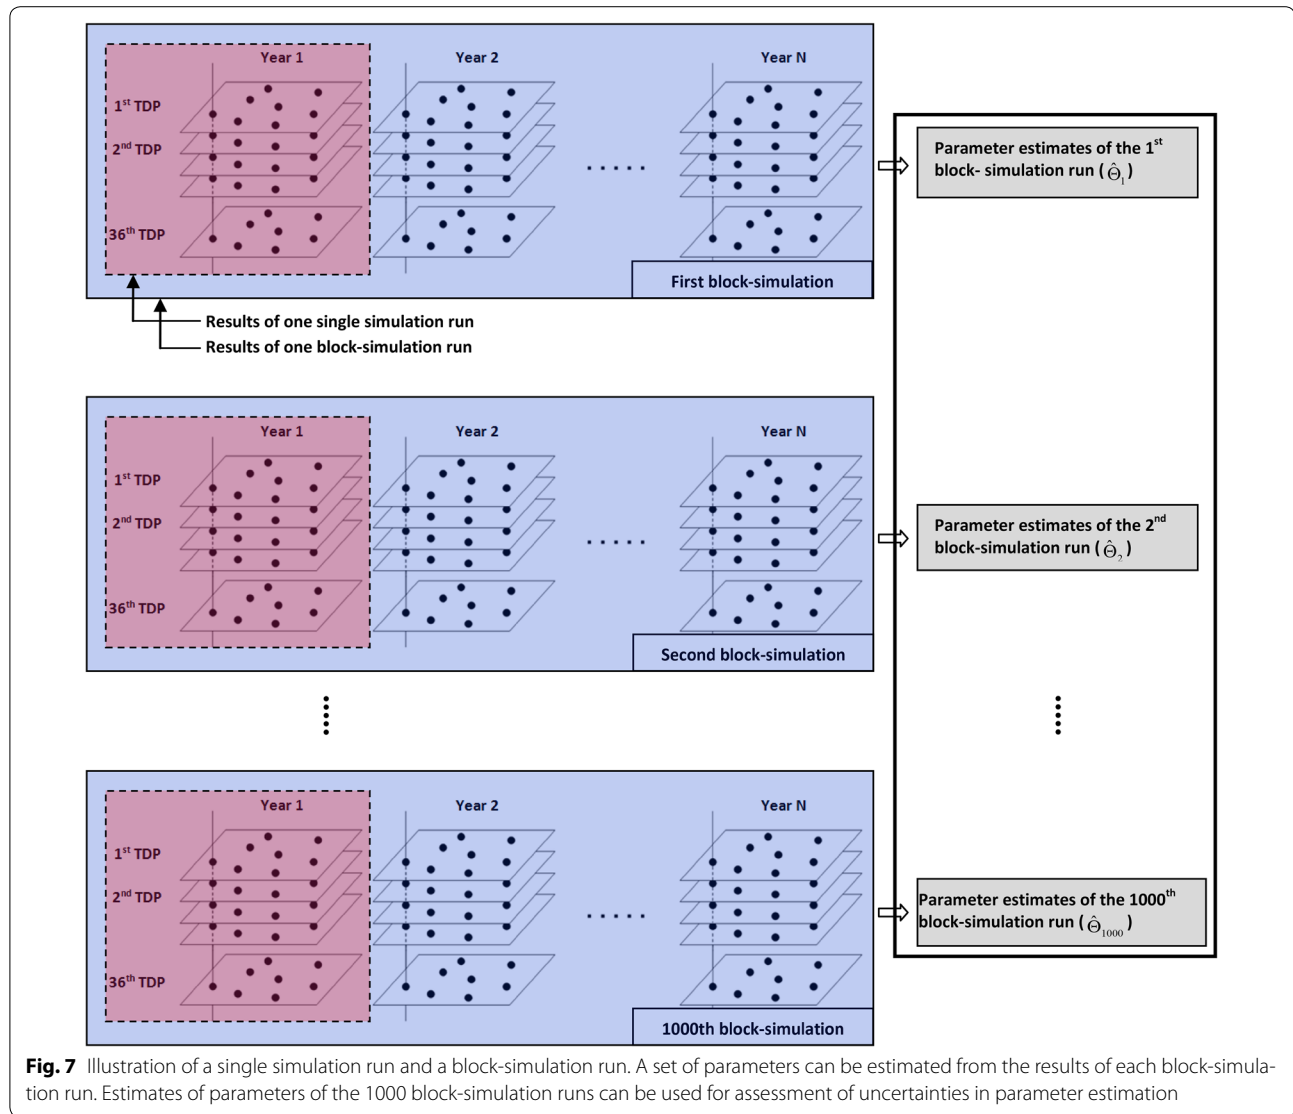 Year 1
Year 2
Year N
1st TDP
2nd TDP
36th TDP
. . . . .
First block-simulation
Results of one single simulation run
Results of one block-simulation run
Parameter estimates of the 1st
block- simulation run ( Θ̂1 )
Year 1
Year 2
Year N
1st TDP
2nd TDP
36th TDP
. . . . .
Second block-simulation
Parameter estimates of the 2nd
block-simulation run ( Θ̂2 )
Year 1
Year 2
Year N
1st TDP
2nd TDP
36th TDP
. . . . .
1000th block-simulation
Parameter estimates of the 1000th
block-simulation run ( Θ̂1000 )
Fig. 7 Illustration of a single simulation run and a block-simulation run. A set of parameters can be estimated from the results of each block-simula-
tion run. Estimates of parameters of the 1000 block-simulation runs can be used for assessment of uncertainties in parameter estimation